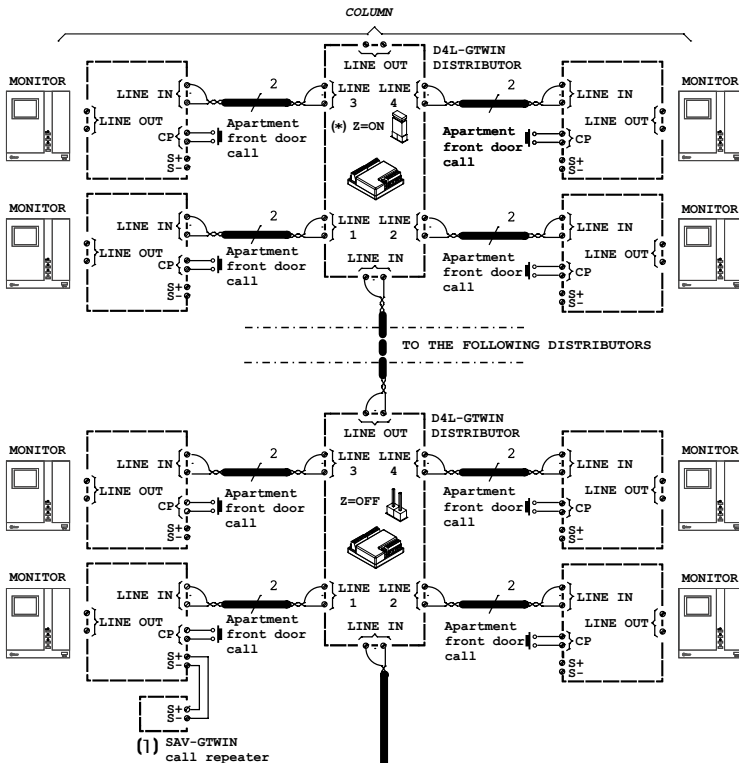 COLUMN
D4L-GTWIN
DISTRIBUTOR
LINE OUT
MONITOR
LINE IN
LINE OUT
CP
S+
S-
2
Apartment
front door
call
LINE LINE
3 4
(*) Z=ON
2
Apartment
front door
call
LINE IN
LINE OUT
CP
S+
S-
MONITOR
MONITOR
LINE IN
LINE OUT
CP
S+
S-
2
Apartment
front door
call
LINE LINE
1 2
LINE IN
2
Apartment
front door
call
LINE IN
LINE OUT
CP
S+
S-
MONITOR
TO THE FOLLOWING DISTRIBUTORS
D4L-GTWIN
DISTRIBUTOR
LINE OUT
MONITOR
LINE IN
LINE OUT
CP
S+
S-
2
Apartment
front door
call
LINE LINE
3 4
Z=OFF
2
Apartment
front door
call
LINE IN
LINE OUT
CP
S+
S-
MONITOR
MONITOR
LINE IN
LINE OUT
CP
S+
S-
2
Apartment
front door
call
LINE LINE
1 2
LINE IN
2
Apartment
front door
call
LINE IN
LINE OUT
CP
S+
S-
MONITOR
S+
S-
(1) SAV-GTWIN
call repeater